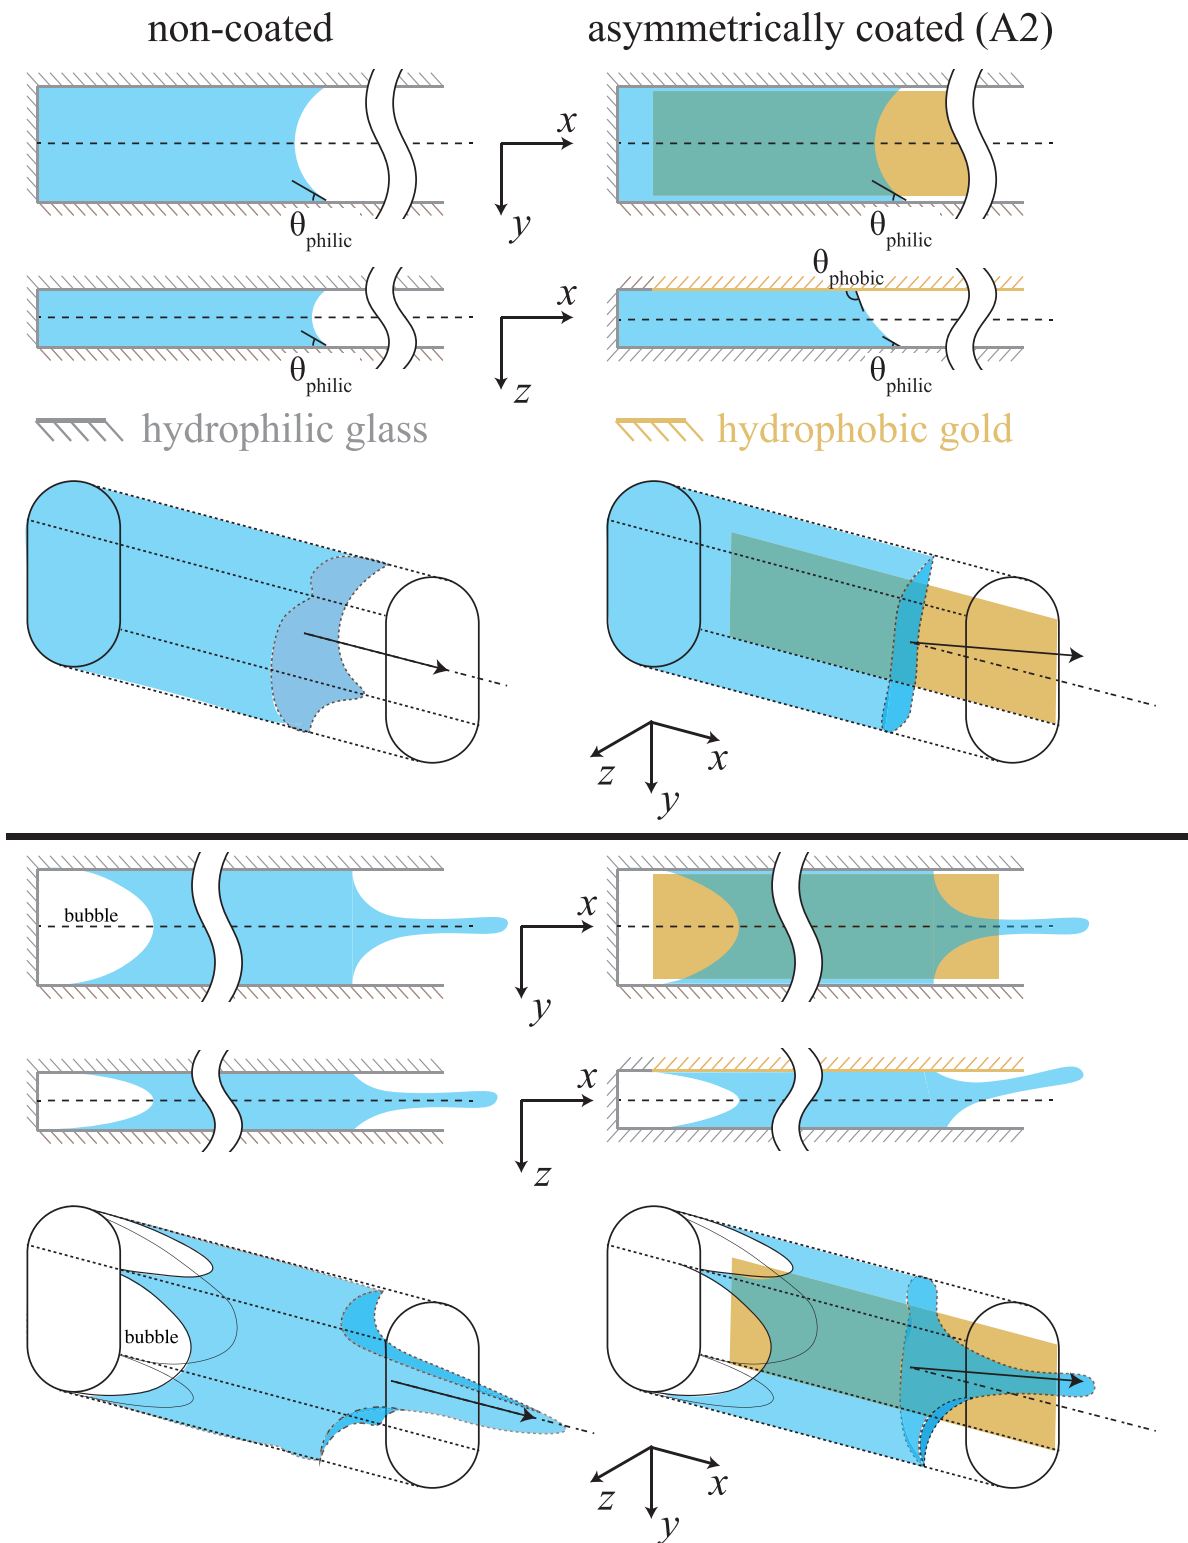 non-coated
asymmetrically coated (A2)
x
y
θphilic
θphilic
θphobic
x
z
θphilic
θphilic
hydrophilic glass
hydrophobic gold
z
x
y
bubble
x
y
x
z
bubble
z
x
y